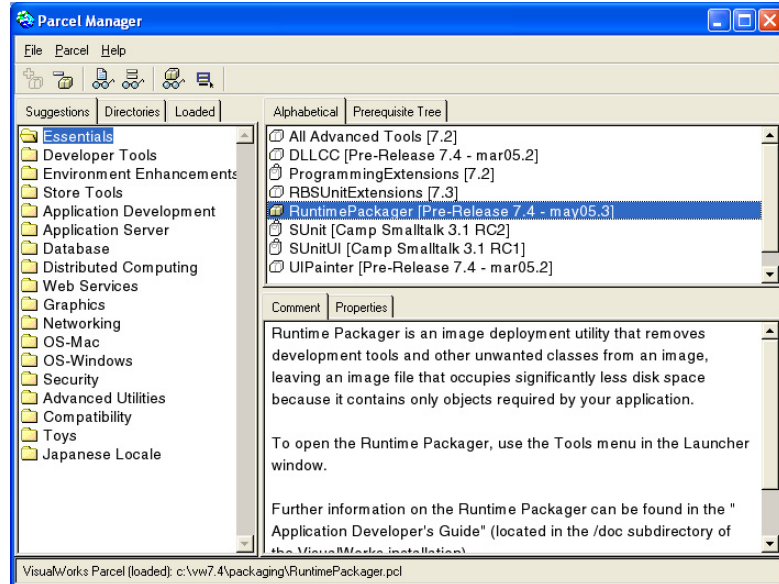 Parcel Manager
File Parcel Help
Suggestions Directories Loaded
Essentials
Developer Tools
Environment Enhancements
Store Tools
Application Development
Application Server
Database
Distributed Computing
Web Services
Graphics
Networking
OS-Mac
OS-Windows
Security
Advanced Utilities
Compatibility
Toys
Japanese Locale
Alphabetical Prerequisite Tree
All Advanced Tools [7.2]
DLLCC [Pre-Release 7.4 - mar05.2]
ProgrammingExtensions [7.2]
RBSUnitExtensions [7.3]
RuntimePackager [Pre-Release 7.4 - may05.3]
SUnit [Camp Smalltalk 3.1 RC2]
SUnitUI [Camp Smalltalk 3.1 RC1]
UIPainter [Pre-Release 7.4 - mar05.2]
Comment Properties
Runtime Packager is an image deployment utility that removes
development tools and other unwanted classes from an image,
leaving an image file that occupies significantly less disk space
because it contains only objects required by your application.
To open the Runtime Packager, use the Tools menu in the Launcher
window.
Further information on the Runtime Packager can be found in the "
Application Developer's Guide" (located in the /doc subdirectory of
the VisualWorks installation)
VisualWorks Parcel (loaded): c:\vw7.4\packaging\RuntimePackager.pcl